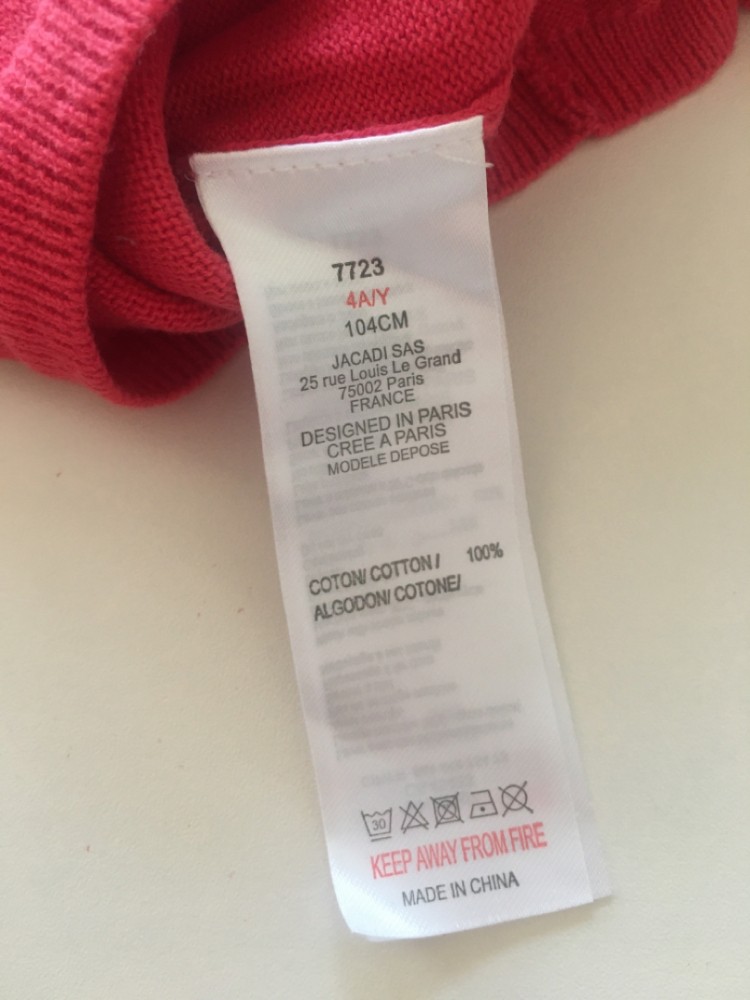 7723
4A/Y
104CM
JACADI SAS
25 rue Louis Le Grand
75002 Paris
FRANCE
DESIGNED IN PARIS
CREE A PARIS
MODELE DEPOSE
COTON/ COTTON / 100%
ALGODON/ COTONE/
30
KEEP AWAY FROM FIRE
MADE IN CHINA